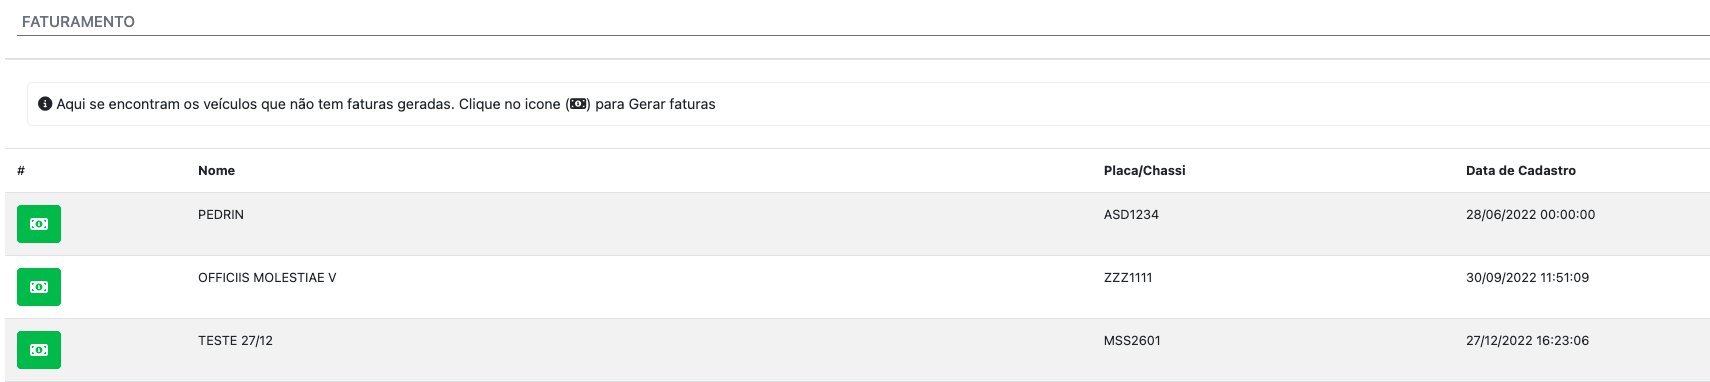 FATURAMENTO
Aqui se encontram os veículos que não tem faturas geradas. Clique no icone () para Gerar faturas
# Nome Placa/Chassi Data de Cadastro
PEDRIN ASD1234 28/06/2022 00:00:00
OFFICIIS MOLESTIAE V ZZZ1111 30/09/2022 11:51:09
TESTE 27/12 MSS2601 27/12/2022 16:23:06